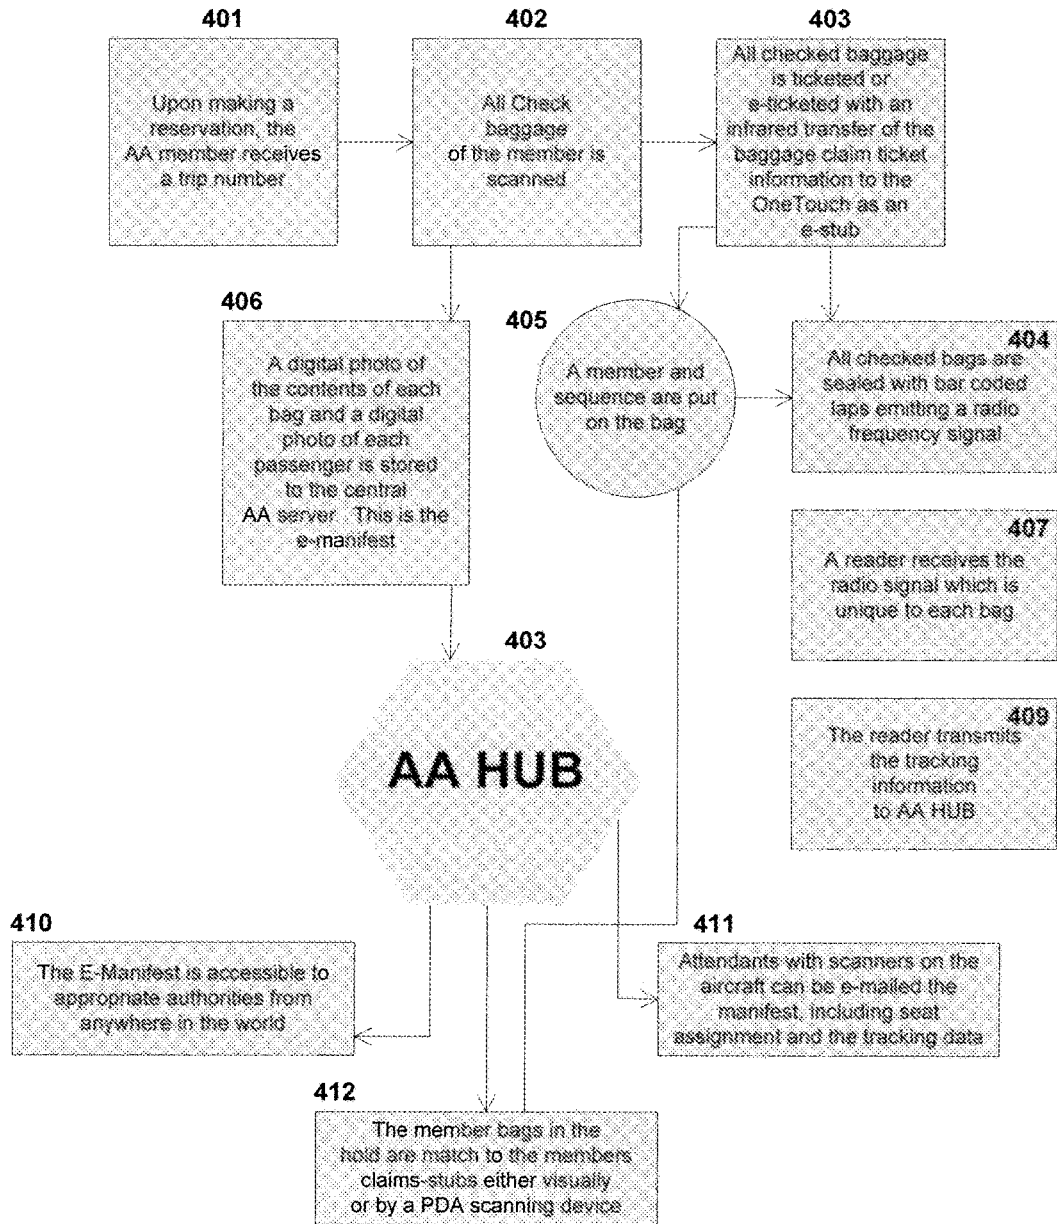 401
Upon making a
reservation, the
AA member receives
a trip number
402
All Check
baggage
of the member is
scanned
403
All checked baggage
is ticketed or
e-ticketed with an
infrared transfer of the
baggage claim ticket
information to the
OneTouch as an
e-stub
406
A digital photo of
the contents of each
bag and a digital
photo of each
passenger is stored
to the central
AA server. This is the
e-manifest
405
A member and
sequence are put
on the bag
404
All checked bags are
sealed with bar coded
laps emitting a radio
frequency signal
407
A reader receives the
radio signal which is
unique to each bag
409
The reader transmits
the tracking
information
to AA HUB
403
AA HUB
410
The E-Manifest is accessible to
appropriate authorities from
anywhere in the world
411
Attendants with scanners on the
aircraft can be e-mailed the
manifest, including seat
assignment and the tracking data
412
The member bags in the
hold are match to the members
claims-stubs either visually
or by a PDA scanning device